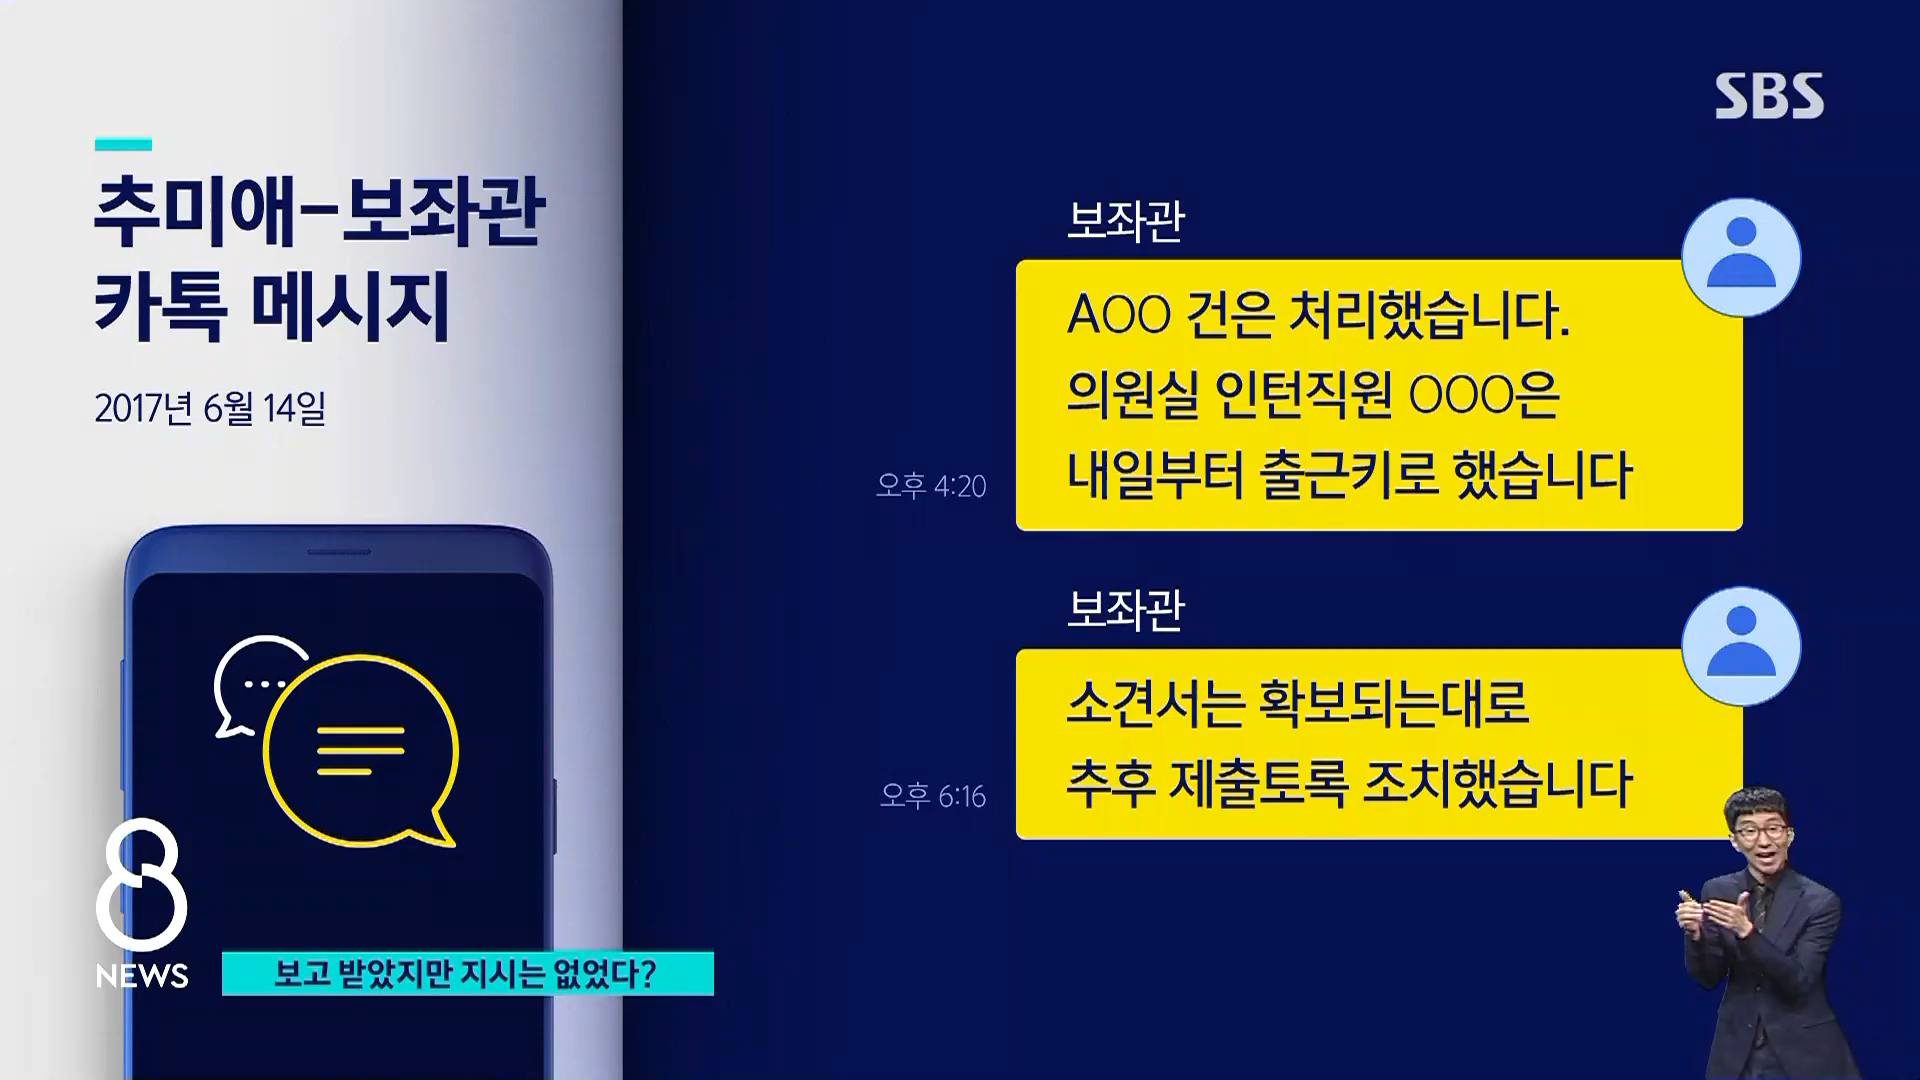 SBS
추미애-보좌관
카톡 메시지
2017년 6월 14일
보좌관
A○○ 건은 처리했습니다.
의원실 인턴직원 ○○○은
내일부터 출근키로 했습니다
오후 4:20
보좌관
소견서는 확보되는대로
추후 제출토록 조치했습니다
오후 6:16
8
NEWS
보고 받았지만 지시는 없었다?